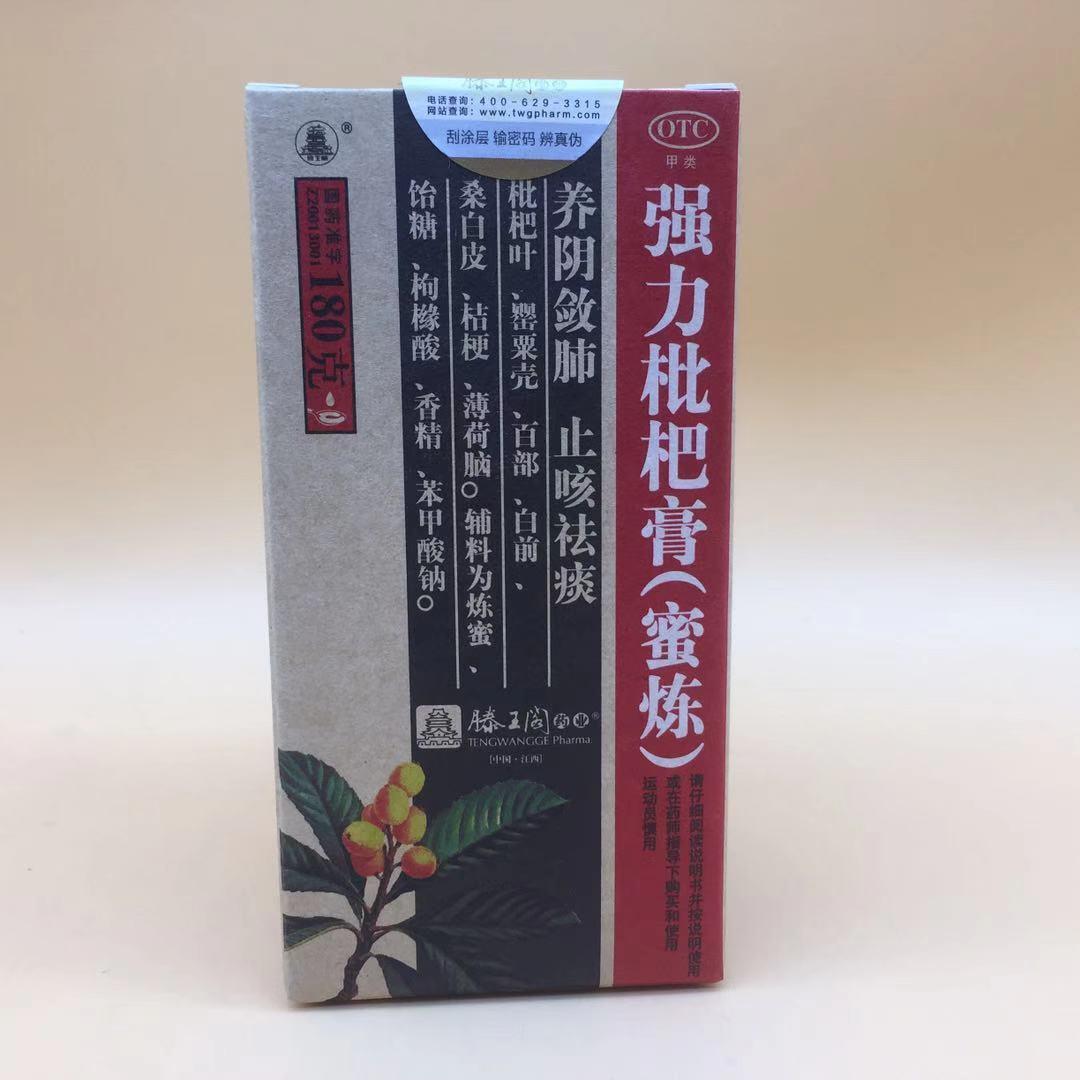 电话查询：400-629-3315
网站查询：www.twgpharm.com
刮涂层 输密码 辨真伪
OTC
甲类
强力枇杷膏（蜜炼）
请仔细阅读说明书并按说明使用
或在药师指导下购买和使用
运动员慎用
养阴敛肺 止咳祛痰
枇杷叶、罂粟壳、百部、白前、
桑白皮、桔梗、薄荷脑。辅料为炼蜜、
饴糖、枸橼酸、香精、苯甲酸钠。
滕王阁药业®
TENGWANGGE Pharma.
[中国·江西]
®
国药准字
Z20013001
180克